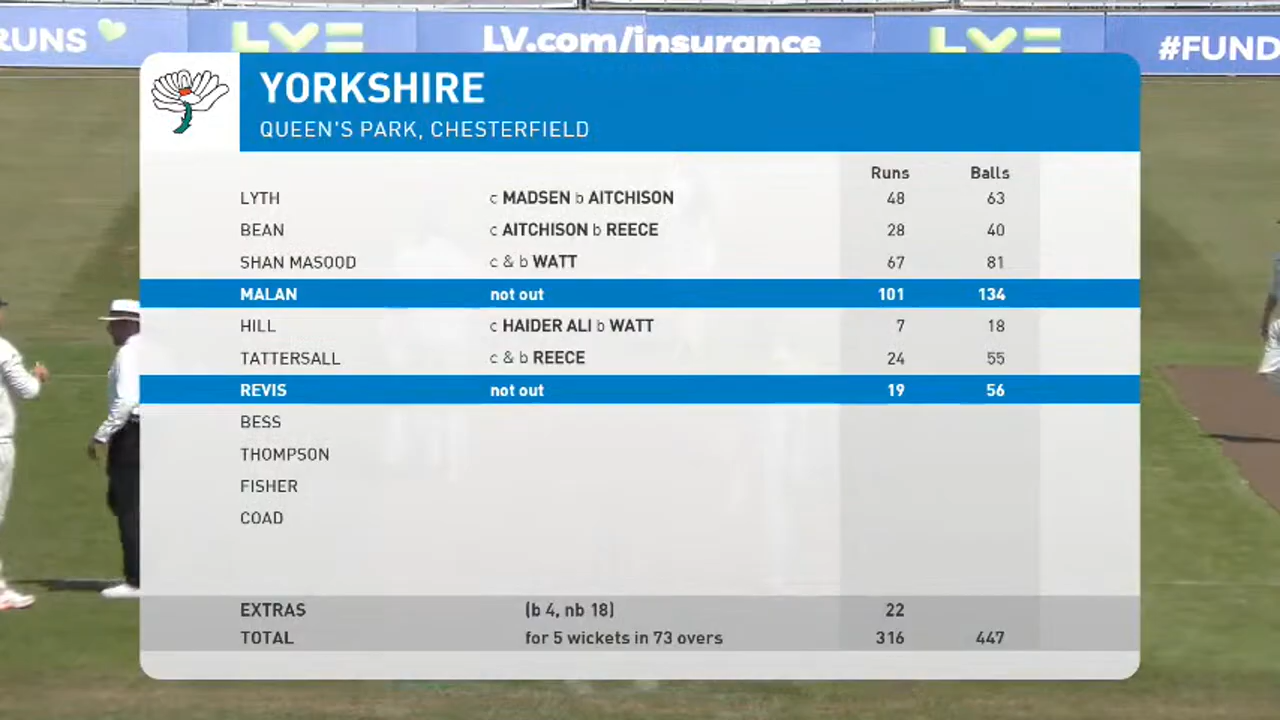 RUNS LVE LV.com/insurance LVE #FUND
YORKSHIRE
QUEEN'S PARK, CHESTERFIELD
Runs Balls
LYTH c MADSEN b AITCHISON 48 63
BEAN c AITCHISON b REECE 28 40
SHAN MASOOD c & b WATT 67 81
MALAN not out 101 134
HILL c HAIDER ALI b WATT 7 18
TATTERSALL c & b REECE 24 55
REVIS not out 19 56
BESS
THOMPSON
FISHER
COAD
EXTRAS (b 4, nb 18) 22
TOTAL for 5 wickets in 73 overs 316 447